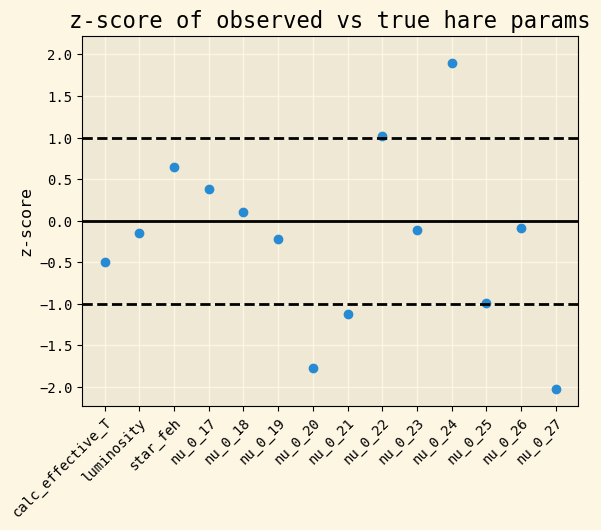 z-score of observed vs true hare params
z-score
2.0
1.5
1.0
0.5
0.0
−0.5
−1.0
−1.5
−2.0
calc_effective_T
luminosity
star_feh
nu_0_17
nu_0_18
nu_0_19
nu_0_20
nu_0_21
nu_0_22
nu_0_23
nu_0_24
nu_0_25
nu_0_26
nu_0_27